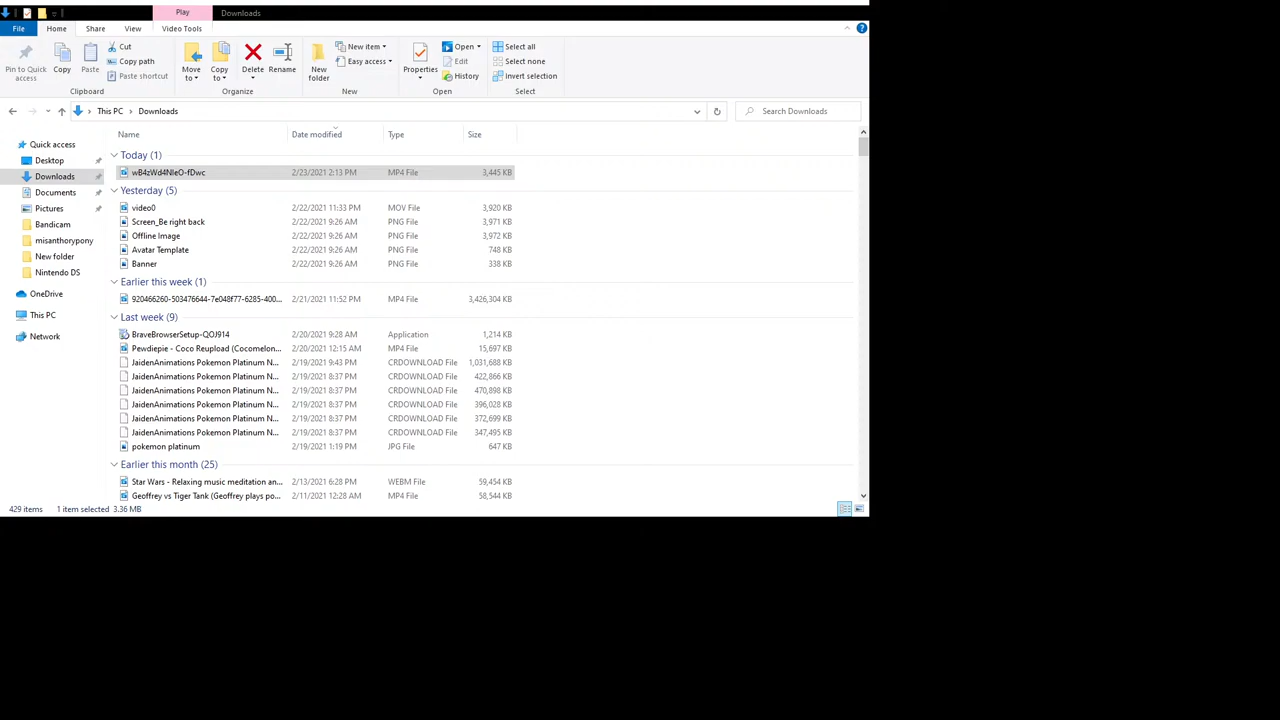 Play
Downloads
File
Home
Share
View
Video Tools
Pin to Quick access
Copy
Paste
Cut
Copy path
Paste shortcut
Clipboard
Move to
Copy to
Delete
Rename
Organize
New folder
New item
Easy access
New
Properties
Open
Edit
History
Open
Select all
Select none
Invert selection
Select
This PC
Downloads
Search Downloads
Name Date modified Type Size
Quick access
Desktop
Downloads
Documents
Pictures
Bandicam
misanthorypony
New folder
Nintendo DS
OneDrive
This PC
Network
Today (1)
wB4zWd4NleO-fDwc 2/23/2021 2:13 PM MP4 File 3,445 KB
Yesterday (5)
video0 2/22/2021 11:33 PM MOV File 3,920 KB
Screen_Be right back 2/22/2021 9:26 AM PNG File 3,971 KB
Offline Image 2/22/2021 9:26 AM PNG File 3,972 KB
Avatar Template 2/22/2021 9:26 AM PNG File 748 KB
Banner 2/22/2021 9:26 AM PNG File 338 KB
Earlier this week (1)
920466260-503476644-7e048f77-6285-400... 2/21/2021 11:52 PM MP4 File 3,426,304 KB
Last week (9)
BraveBrowserSetup-QOJ914 2/20/2021 9:28 AM Application 1,214 KB
Pewdiepie - Coco Reupload (Cocomelon... 2/20/2021 12:15 AM MP4 File 15,697 KB
JaidenAnimations Pokemon Platinum N... 2/19/2021 9:43 PM CRDOWNLOAD File 1,031,688 KB
JaidenAnimations Pokemon Platinum N... 2/19/2021 8:37 PM CRDOWNLOAD File 422,866 KB
JaidenAnimations Pokemon Platinum N... 2/19/2021 8:37 PM CRDOWNLOAD File 470,898 KB
JaidenAnimations Pokemon Platinum N... 2/19/2021 8:37 PM CRDOWNLOAD File 396,028 KB
JaidenAnimations Pokemon Platinum N... 2/19/2021 8:37 PM CRDOWNLOAD File 372,699 KB
JaidenAnimations Pokemon Platinum N... 2/19/2021 8:37 PM CRDOWNLOAD File 347,495 KB
pokemon platinum 2/19/2021 1:19 PM JPG File 647 KB
Earlier this month (25)
Star Wars - Relaxing music meditation an... 2/13/2021 6:28 PM WEBM File 59,454 KB
Geoffrey vs Tiger Tank (Geoffrey plays po... 2/11/2021 12:28 AM MP4 File 58,544 KB
429 items 1 item selected 3.36 MB